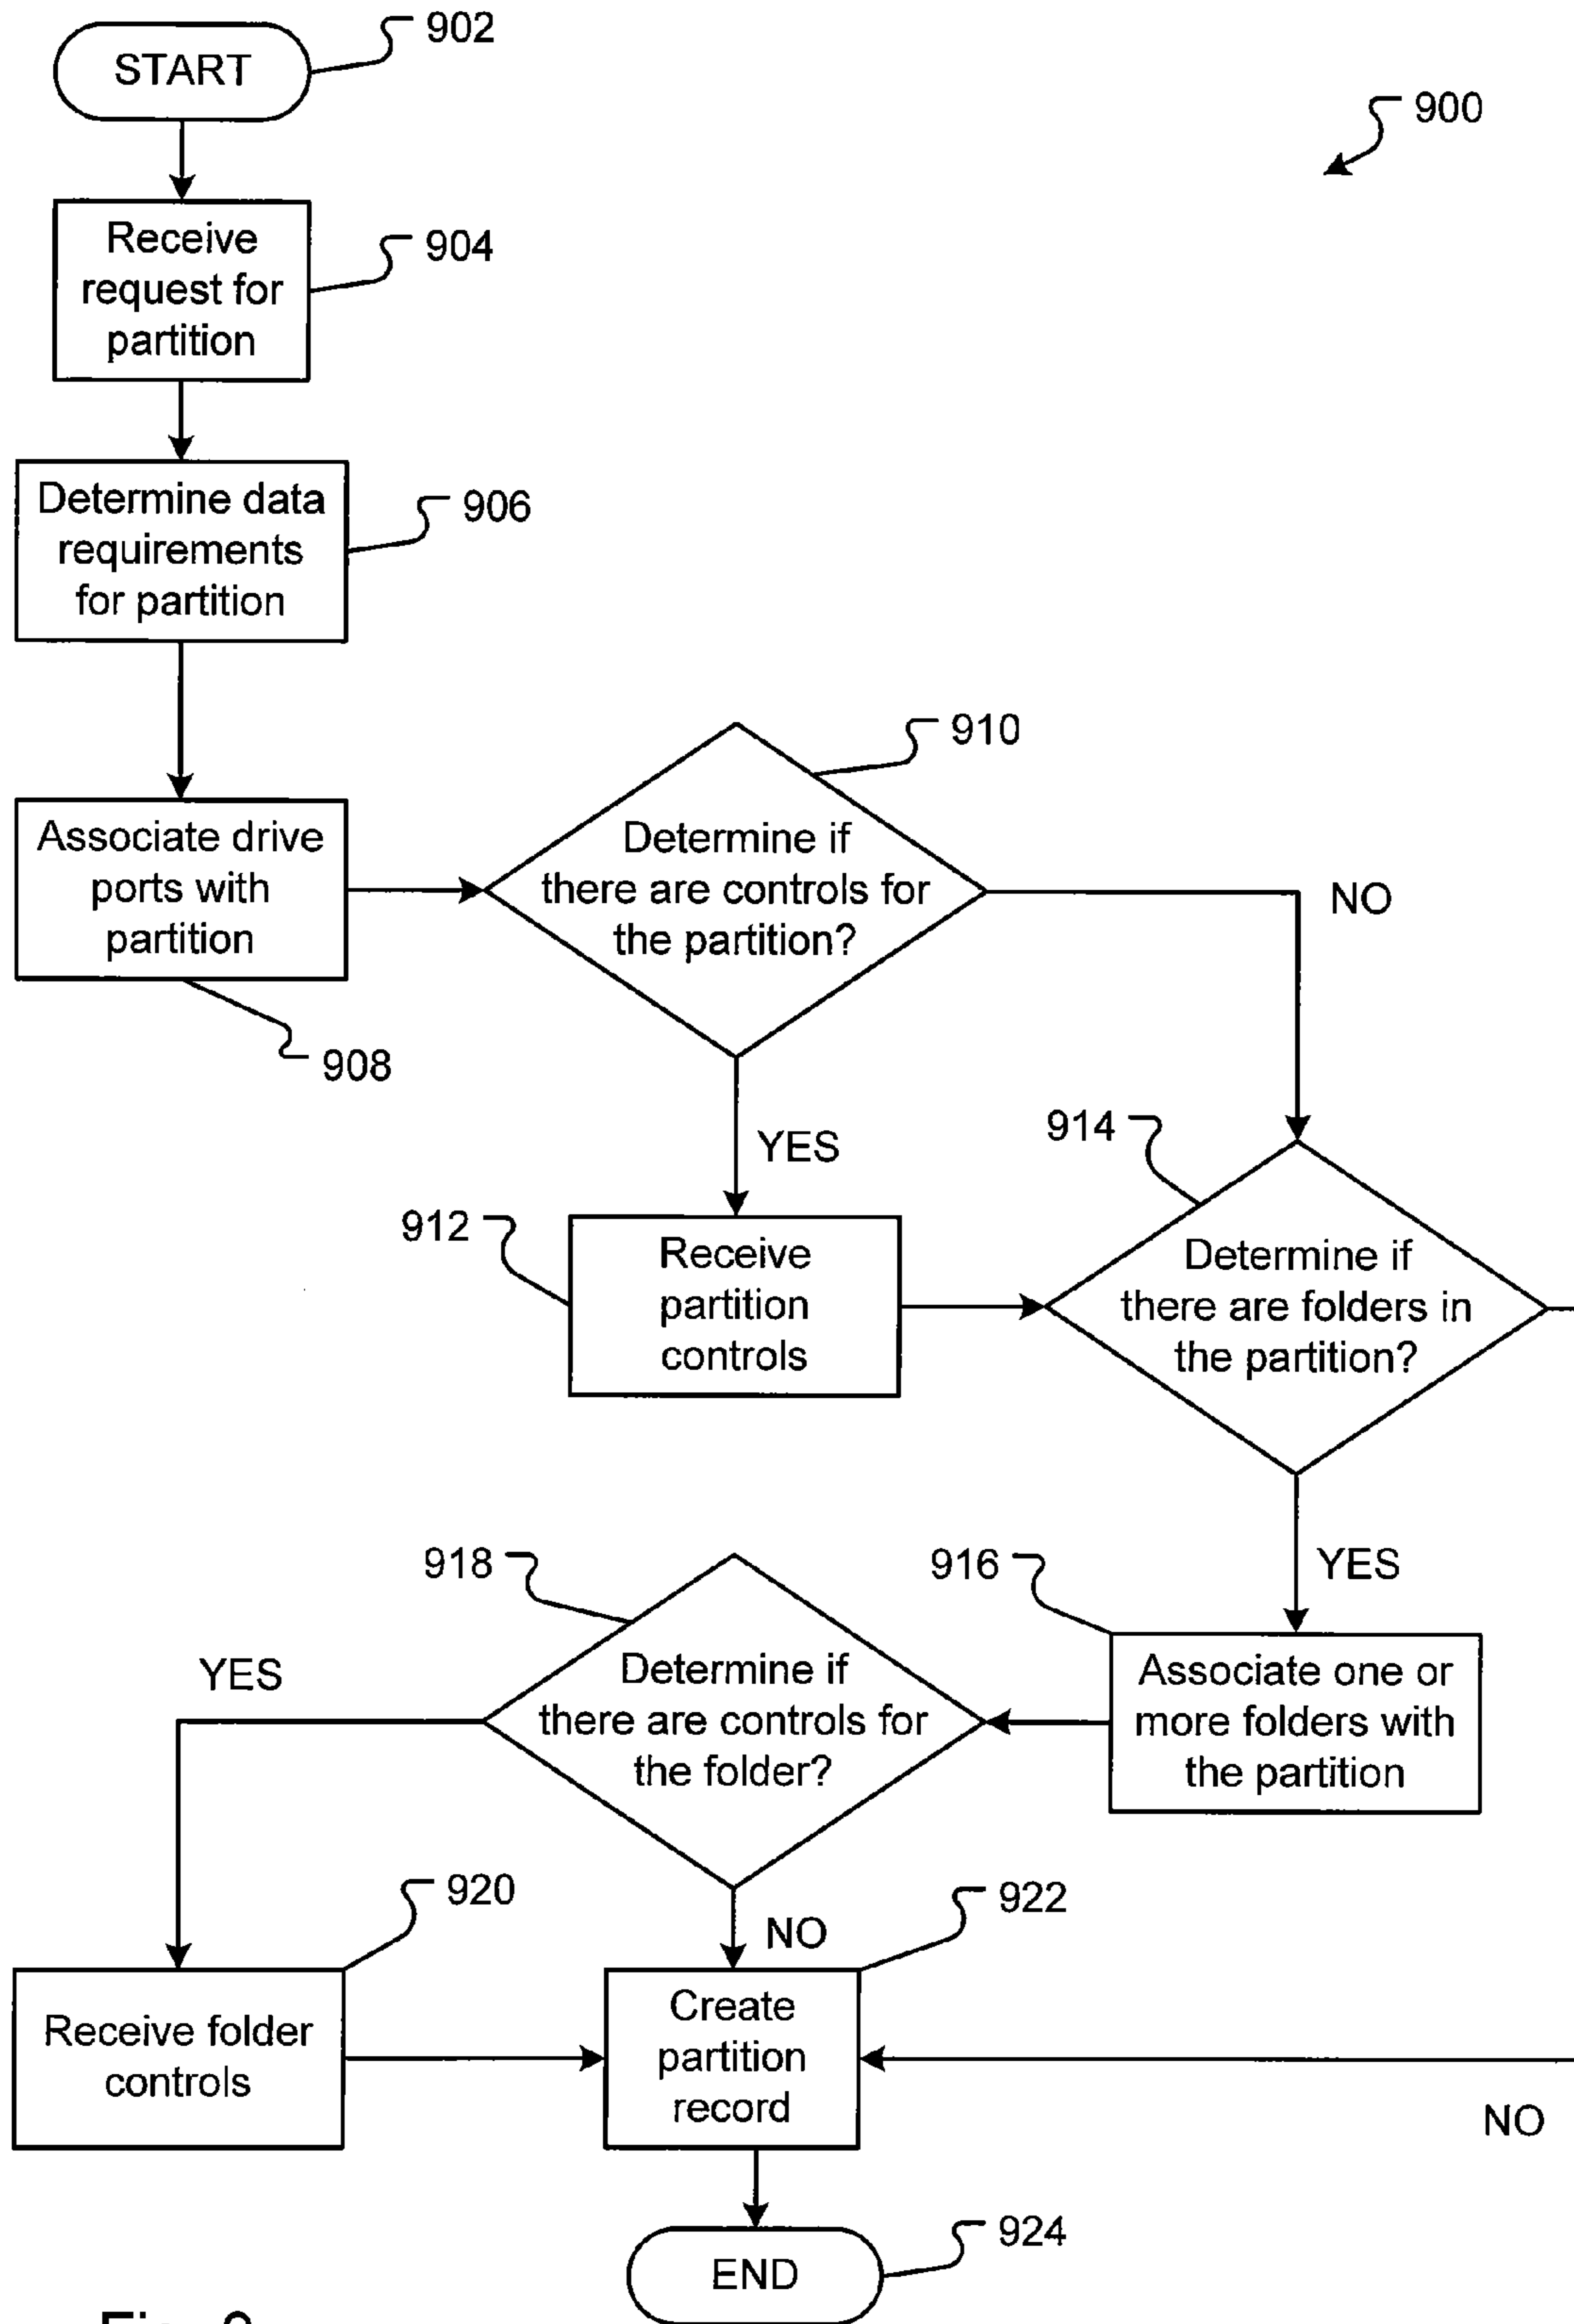 START
902
900
Receive
request for
partition
904
Determine data
requirements
for partition
906
Associate drive
ports with
partition
908
Determine if
there are controls for
the partition?
910
NO
YES
912
Receive
partition
controls
914
Determine if
there are folders in
the partition?
YES
916
Associate one or
more folders with
the partition
918
Determine if
there are controls for
the folder?
YES
NO
920
Receive folder
controls
922
Create
partition
record
NO
END
924